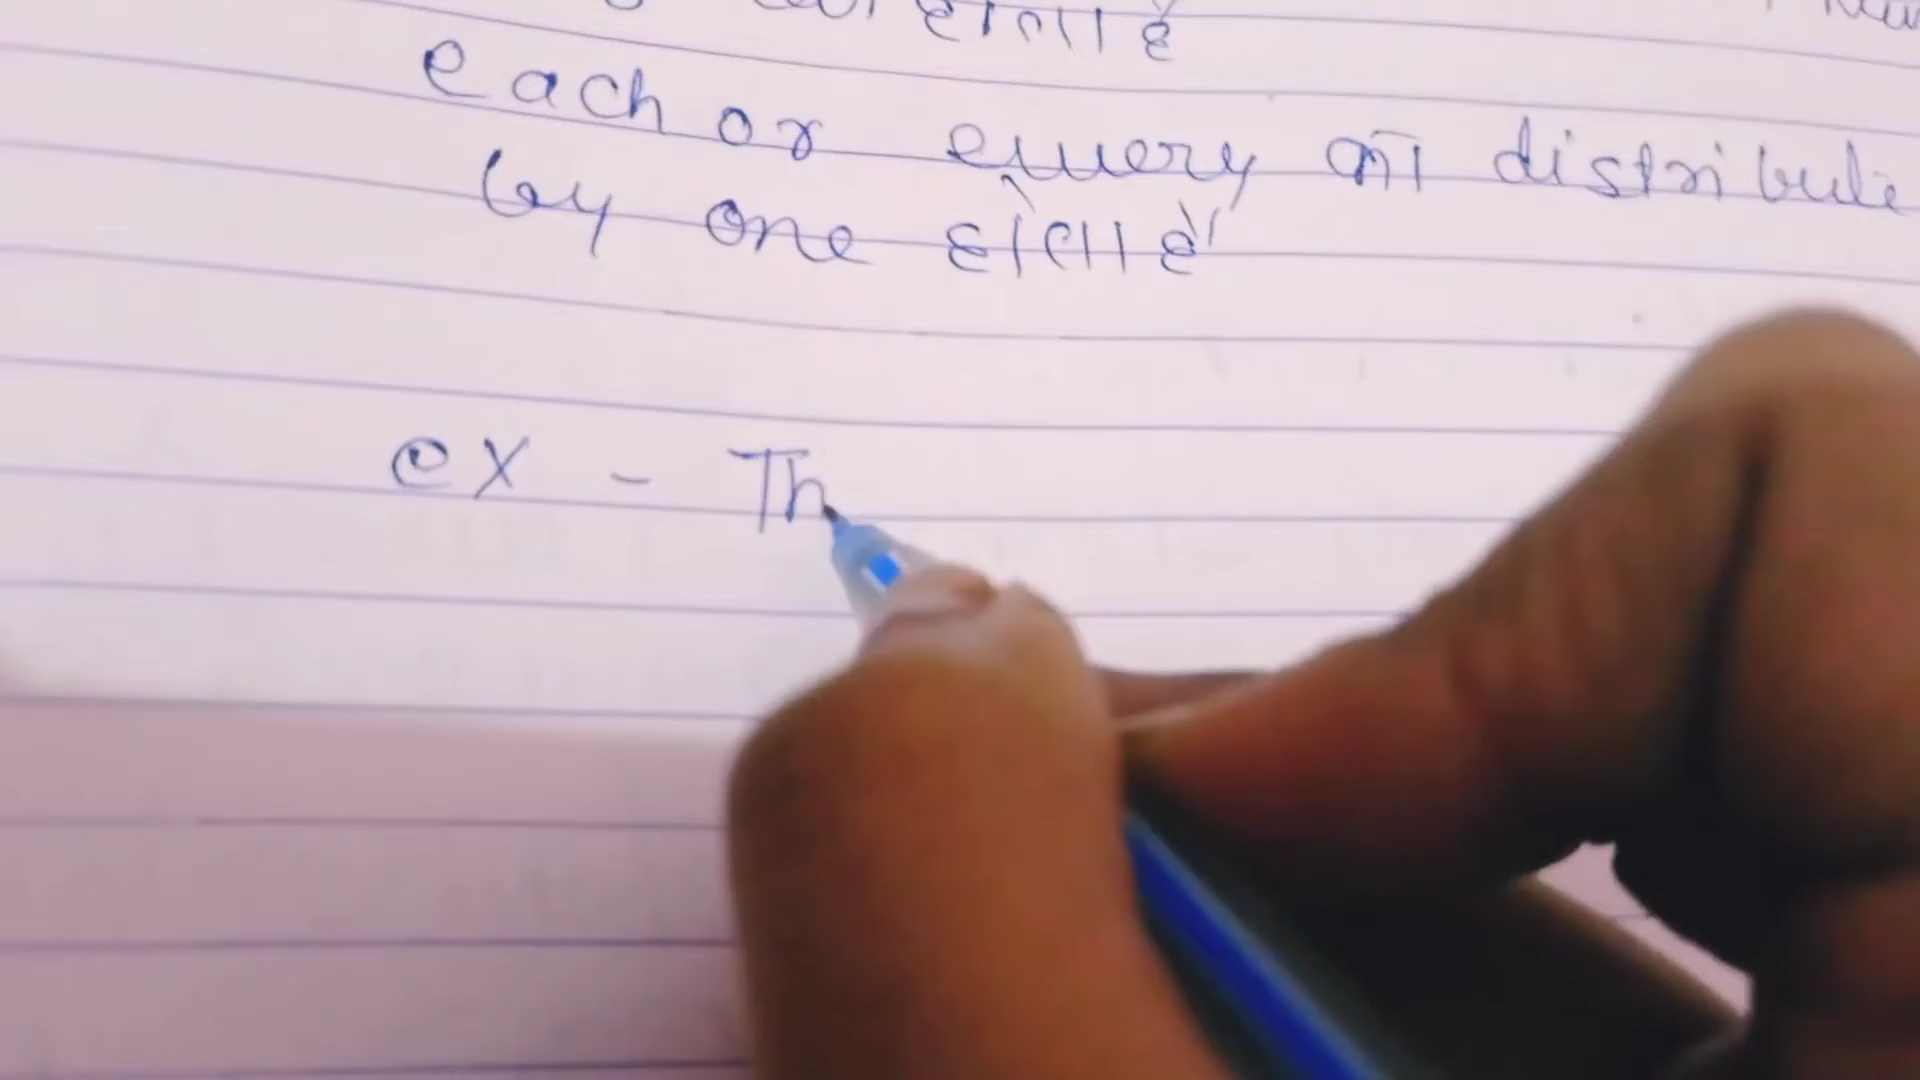 होता है
each or every का distribute
by one होता है
ex - Th